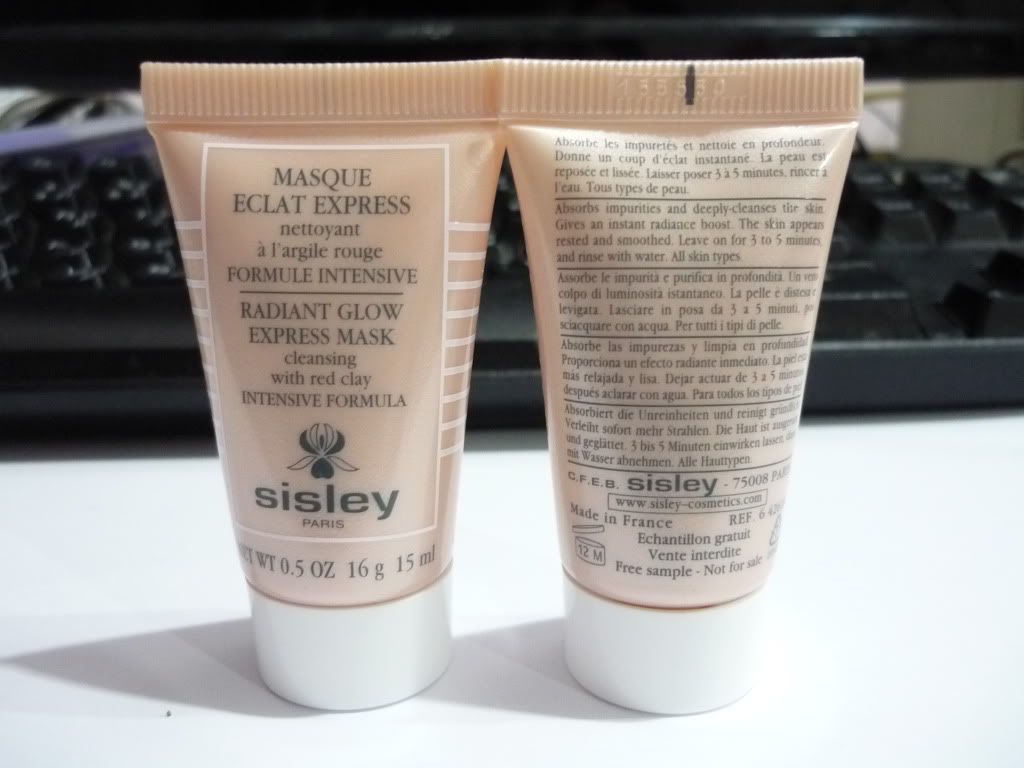 MASQUE
ECLAT EXPRESS
nettoyant
à l'argile rouge
FORMULE INTENSIVE
RADIANT GLOW
EXPRESS MASK
cleansing
with red clay
INTENSIVE FORMULA
sisley
PARIS
NET WT 0.5 OZ 16 g 15 ml
Absorbe les impuretés et nettoie en profondeur.
Donne un coup d'éclat instantané. La peau est
reposée et lissée. Laisser poser 3 à 5 minutes, rincer à
l'eau. Tous types de peau.
Absorbs impurities and deeply-cleanses the skin.
Gives an instant radiance boost. The skin appears
rested and smoothed. Leave on for 3 to 5 minutes,
and rinse with water. All skin types.
Assorbe le impurità e purifica in profondità. Un vero
colpo di luminosità istantaneo. La pelle è distesa e
levigata. Lasciare in posa da 3 a 5 minuti,
sciacquare con acqua. Per tutti i tipi di pelle.
Absorbe las impurezas y limpia en profundidad.
Proporciona un efecto radiante inmediato. La piel
más relajada y lisa. Dejar actuar de 3 a 5 minutos
después aclarar con agua. Para todos los tipos de
Absorbiert die Unreinheiten und reinigt
Verleiht sofort mehr Strahlen. Die Haut ist
und geglättet. 3 bis 5 Minuten einwirken lassen,
mit Wasser abnehmen. Alle Hauttypen.
C.F.E.B. sisley - 75008
www.sisley-cosmetics.com
Made in France REF.
12 M
Echantillon gratuit
Vente interdite
Free sample - Not for sale